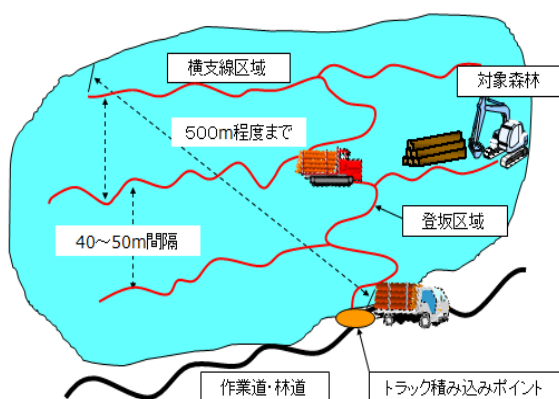 横支線区域
対象森林
500m程度まで
登坂区域
40～50m間隔
作業道・林道
トラック積み込みポイント